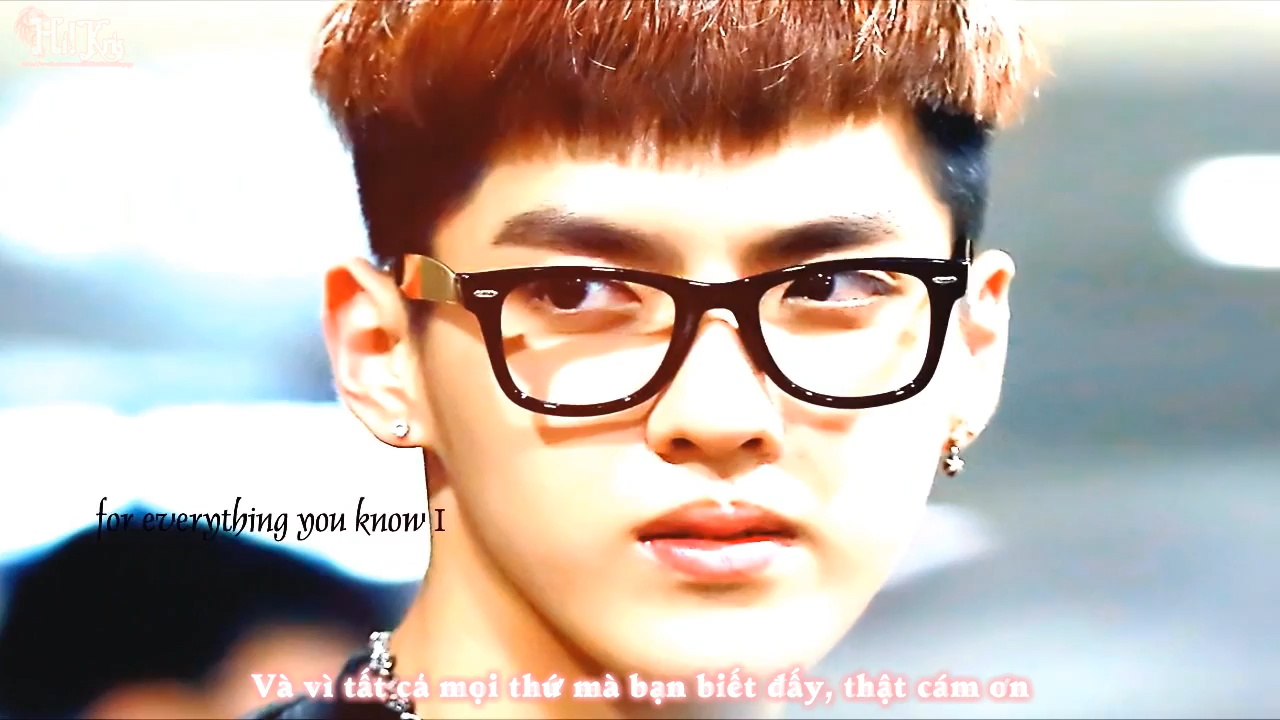 for everything you know I
Và vì tất cả mọi thứ mà bạn biết đấy, thật cám ơn